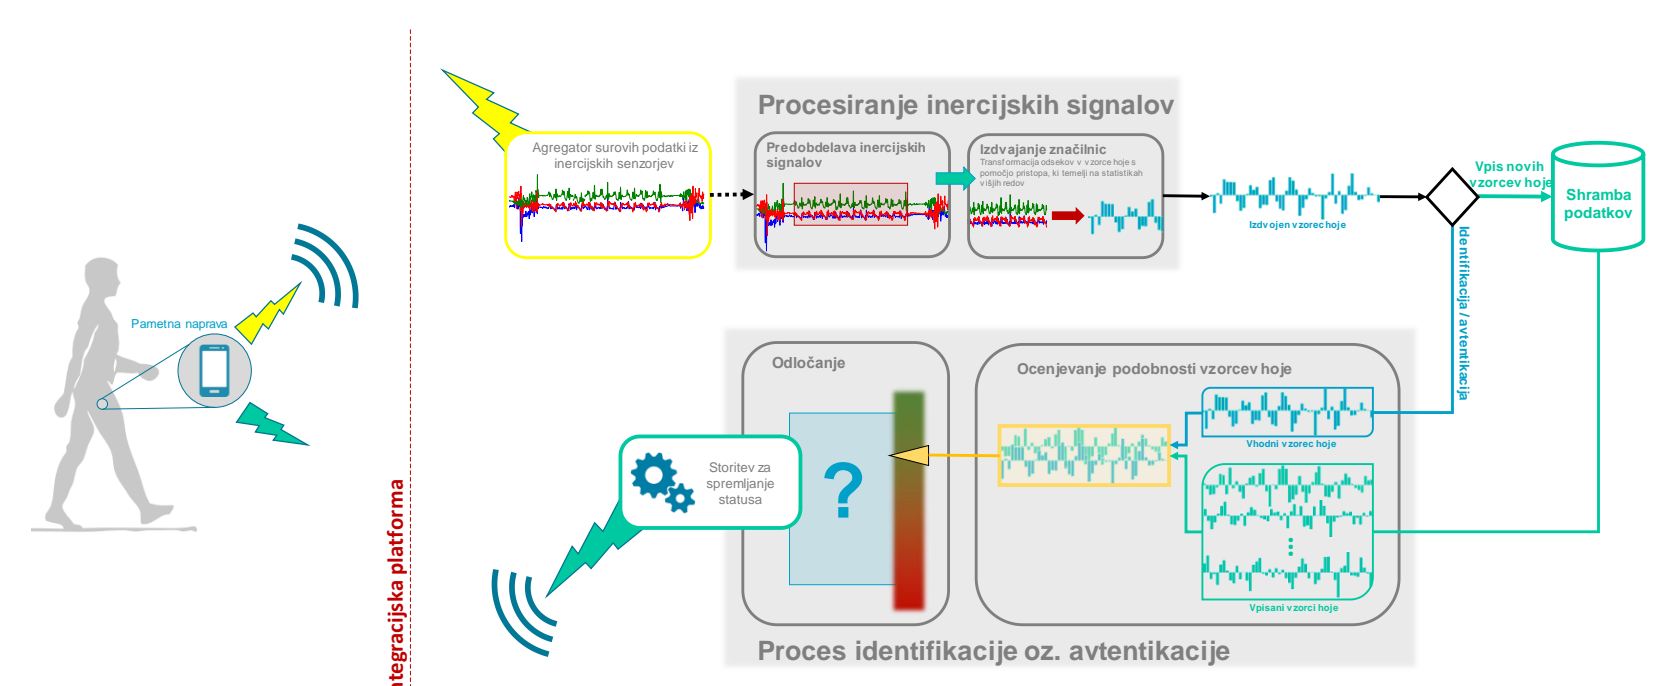 Procesiranje inercijskih signalov
Agregator surovih podatki iz
inercijskih senzorjev
Predobdelava inercijskih
signalov
Izdvajanje značilnic
Transformacija odsekov v vzorce hoje s
pomočjo pristopa, ki temelji na statistikah
višjih redov
Izdvojen vzorec hoje
Vpis novih
vzorcev hoje
Shramba
podatkov
Identifikacija / avtentikacija
Pametna naprava
ntegracijska platforma
Odločanje
?
Storitev za
spremljanje
statusa
Ocenjevanje podobnosti vzorcev hoje
Vhodni vzorec hoje
Vpisani vzorci hoje
Proces identifikacije oz. avtentikacije